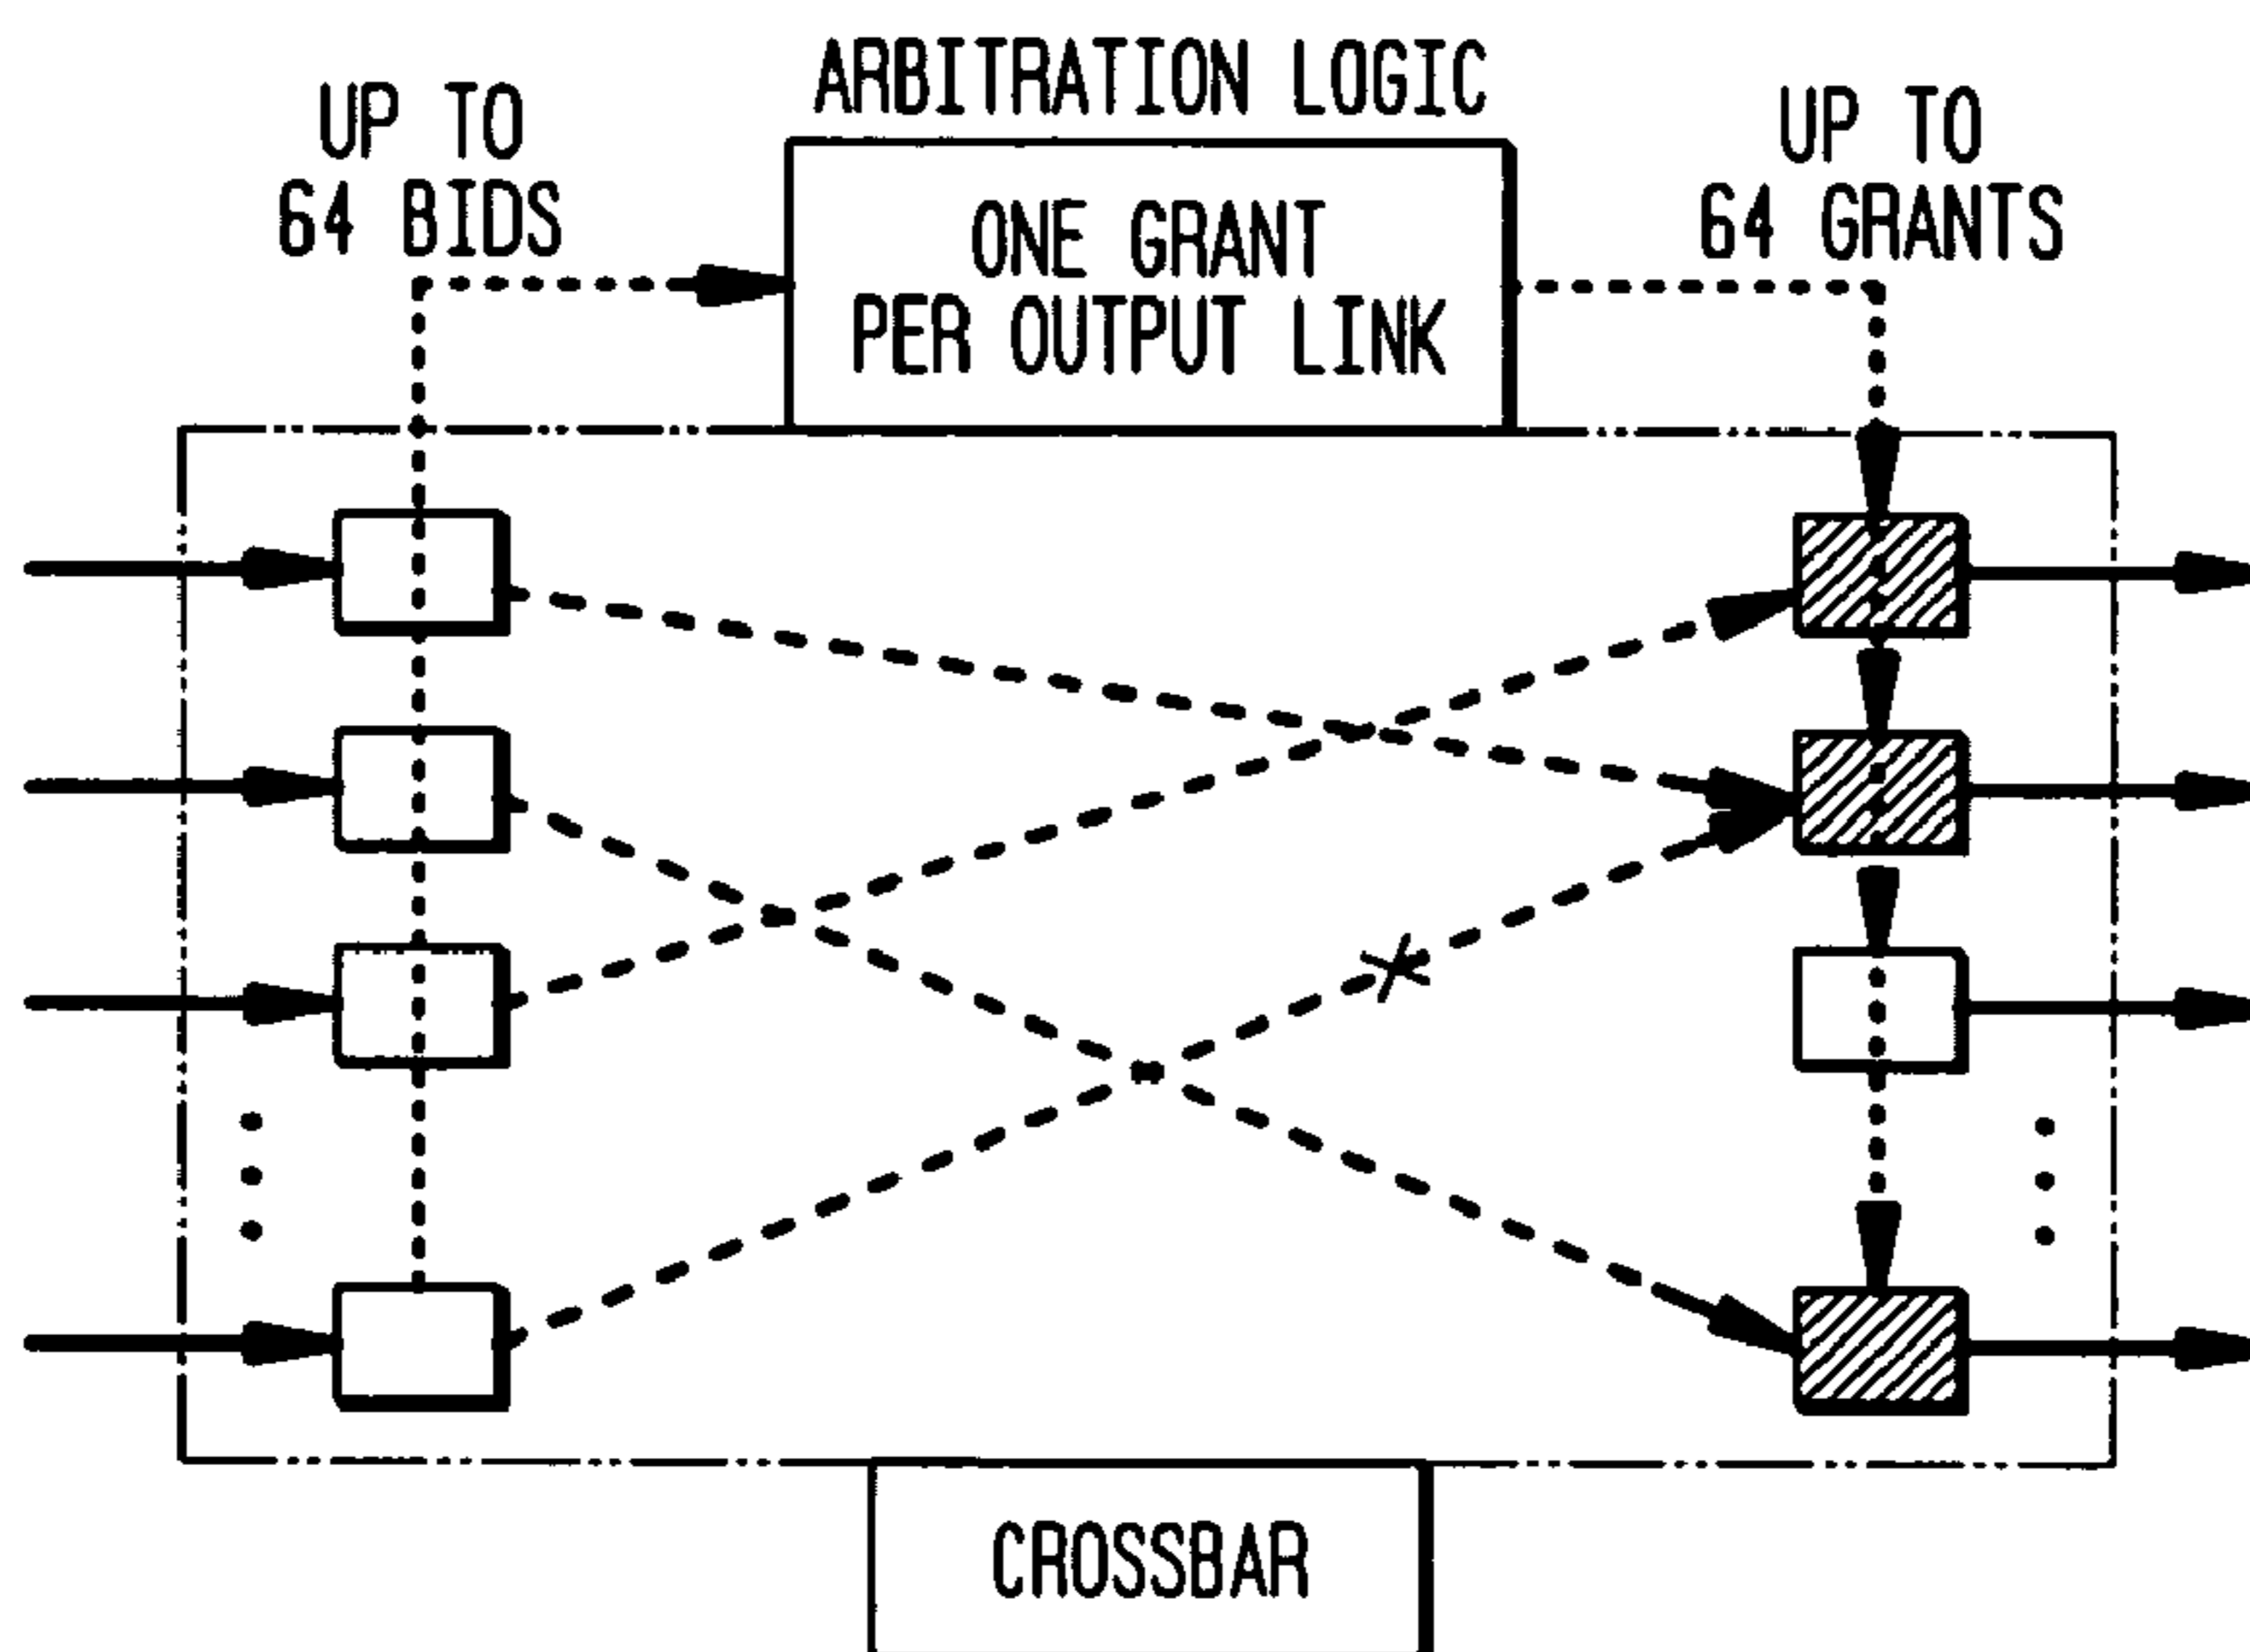 ARBITRATION LOGIC
UP TO
64 BIDS
ONE GRANT
PER OUTPUT LINK
UP TO
64 GRANTS
CROSSBAR